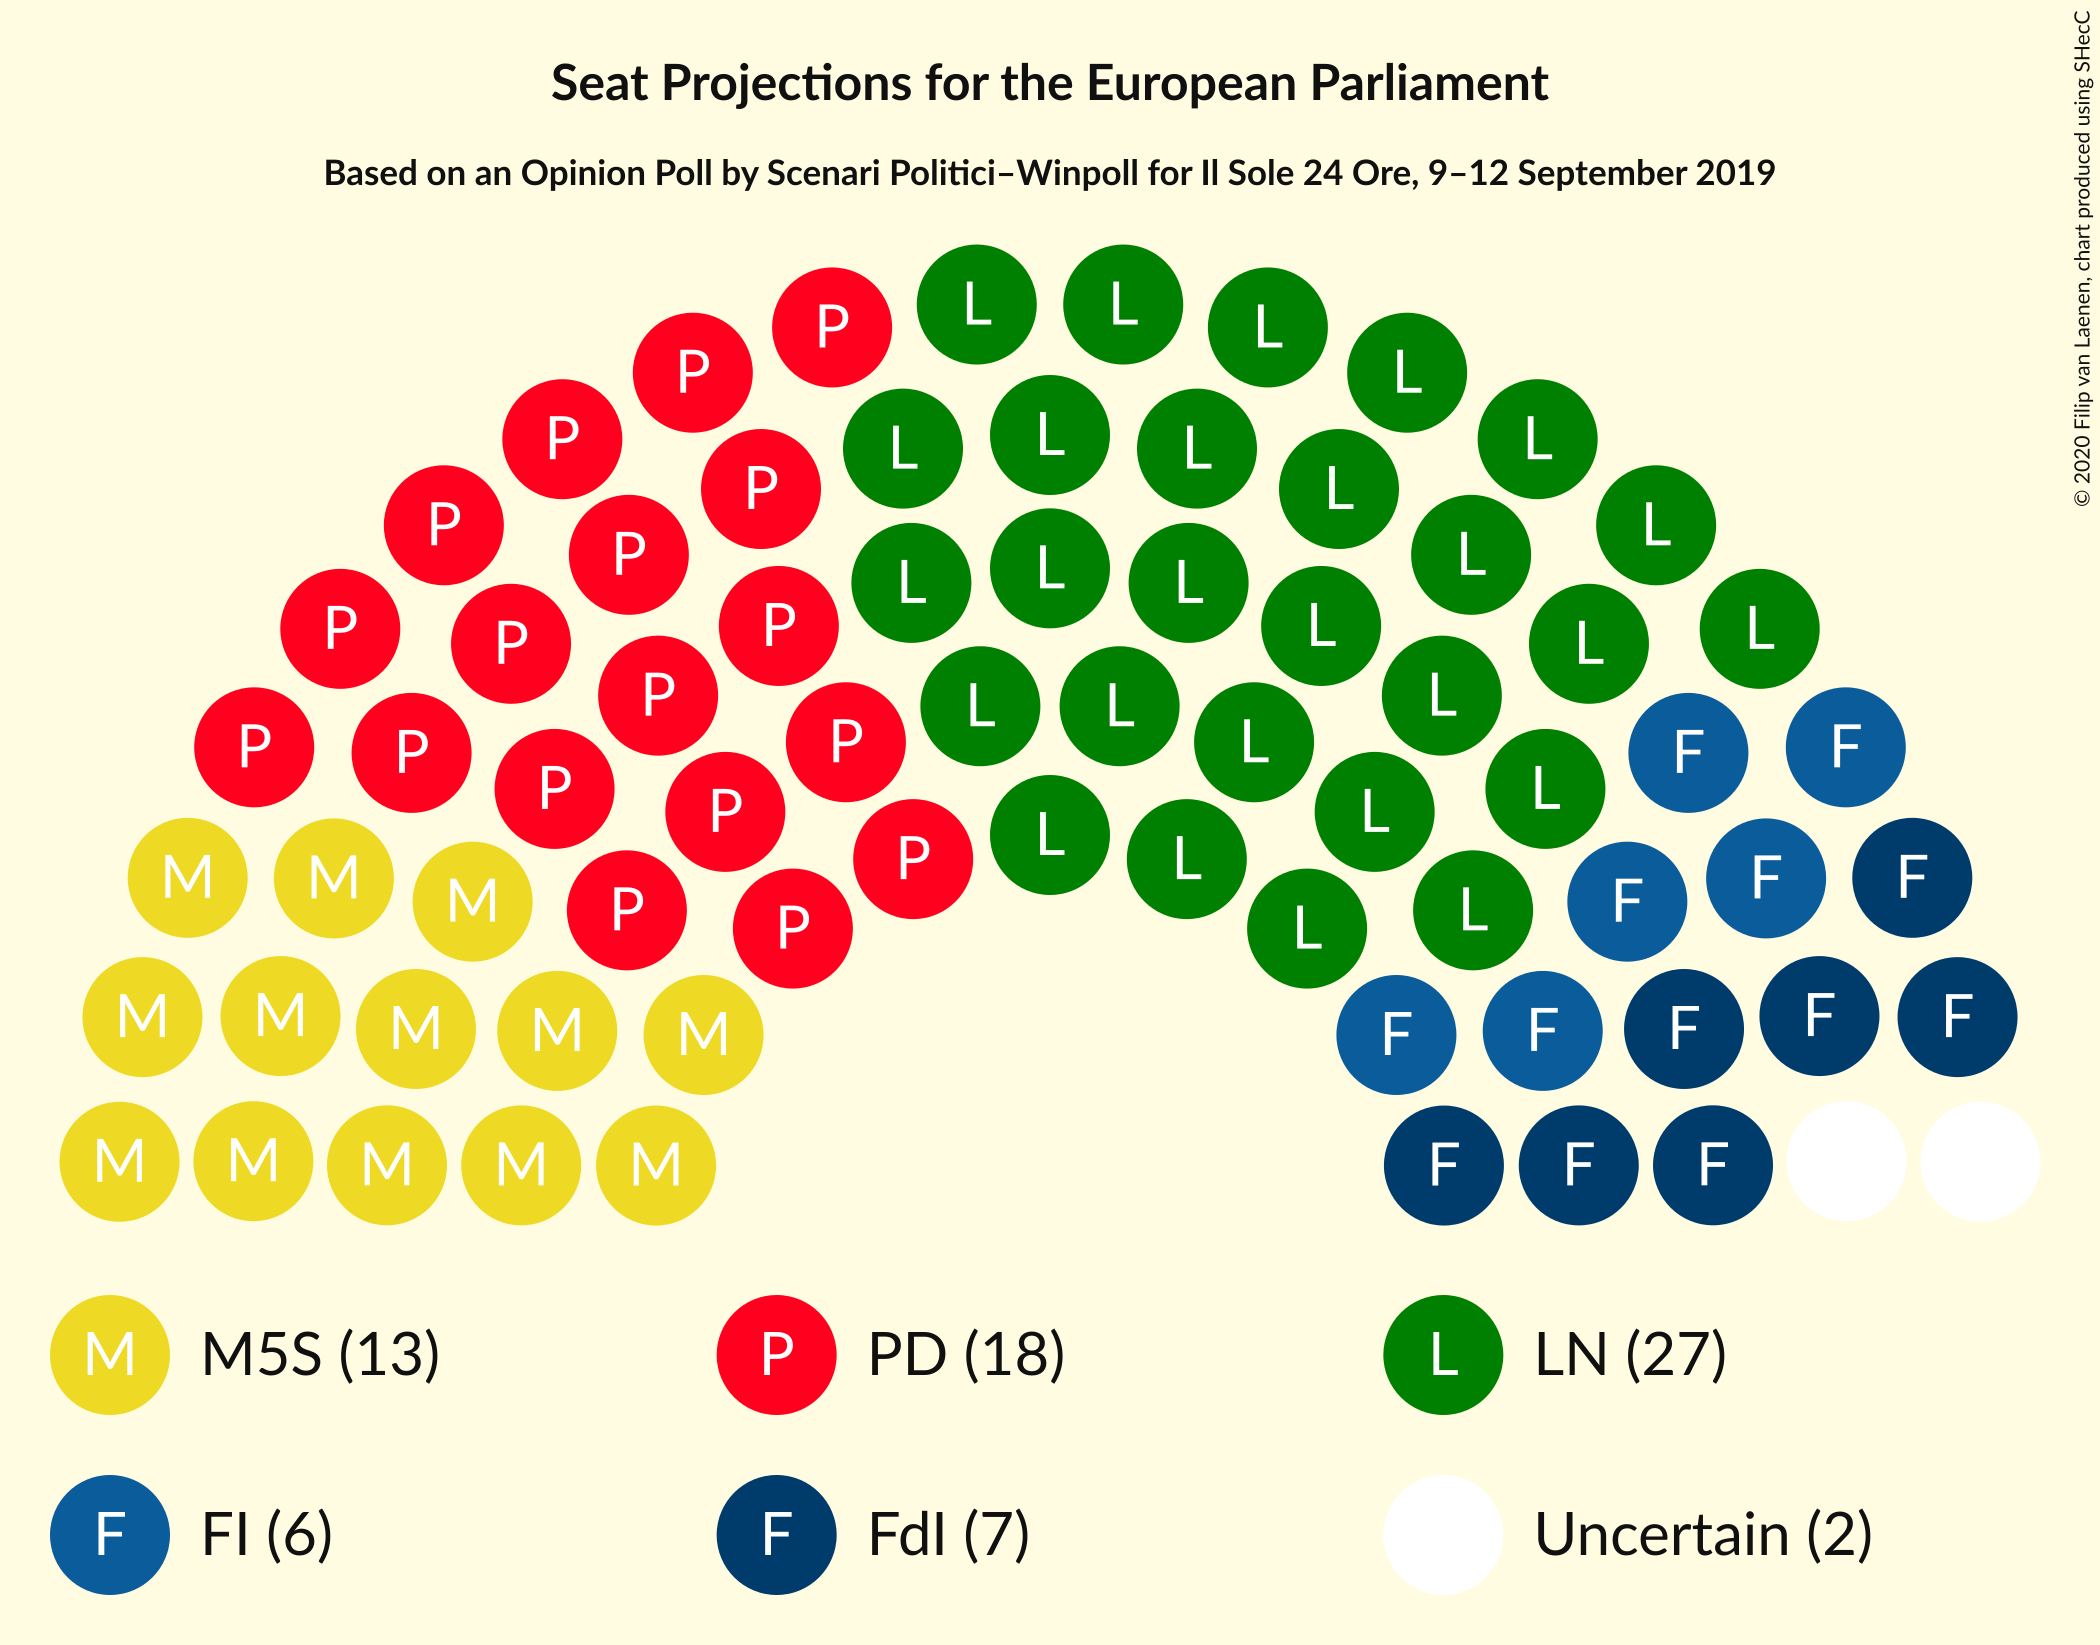 Seat Projections for the European Parliament
Based on an Opinion Poll by Scenari Politici–Winpoll for Il Sole 24 Ore, 9–12 September 2019
© 2020 Filip van Laenen, chart produced using SHecC
L L
P L
P L
L
P L L L
P L
P L
L L L
P L
P L
P L
P L
P L
P L
L L
P L
P L
P P F F
P L
P L
L
P L
M M F F
M F
P L
P L
M M F F
M M F F
M F
M F
M M M M M F F F
M M5S (13)
P PD (18)
L LN (27)
F FI (6)
F FdI (7)
Uncertain (2)